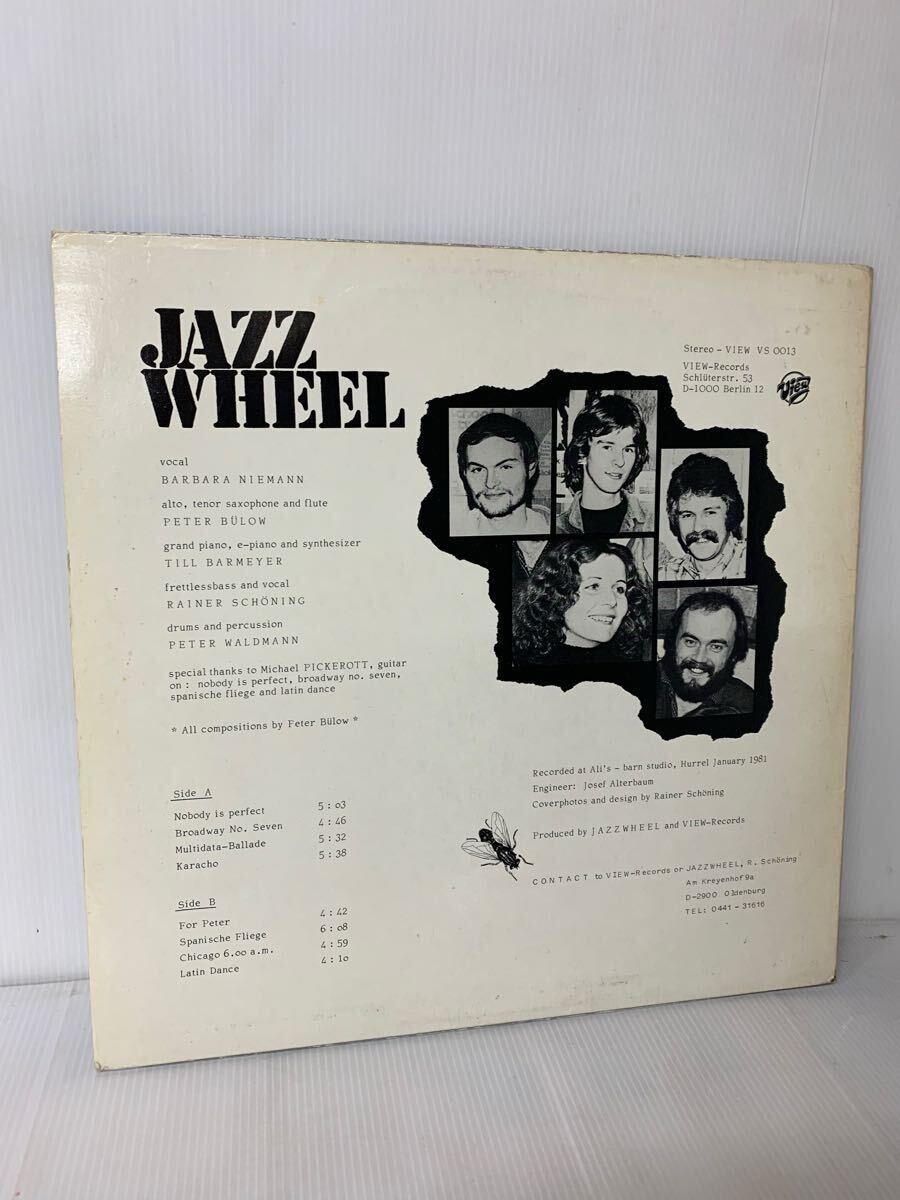 JAZZ
WHEEL
Stereo - VIEW VS 0013
VIEW-Records
Schlüterstr. 53
D-1000 Berlin 12
View
vocal
BARBARA NIEMANN
alto, tenor saxophone and flute
PETER BÜLOW
grand piano, e-piano and synthesizer
TILL BARMEYER
frettlessbass and vocal
RAINER SCHÖNING
drums and percussion
PETER WALDMANN
special thanks to Michael PICKEROTT, guitar
on : nobody is perfect, broadway no. seven,
spanische fliege and latin dance
* All compositions by Peter Bülow *
Side A
Nobody is perfect 5 : 03
Broadway No. Seven 4 : 46
Multidata-Ballade 5 : 32
Karacho 5 : 38
Side B
For Peter 4 : 42
Spanische Fliege 6 : 08
Chicago 6.00 a.m. 4 : 59
Latin Dance 4 : 10
Recorded at Ali's - barn studio, Hurrel January 1981
Engineer: Josef Alterbaum
Coverphotos and design by Rainer Schöning
Produced by JAZZWHEEL and VIEW-Records
CONTACT to VIEW-Records or JAZZWHEEL, R. Schöning
Am Kreyenhof 9a
D-2900 Oldenburg
TEL: 0441 - 31616